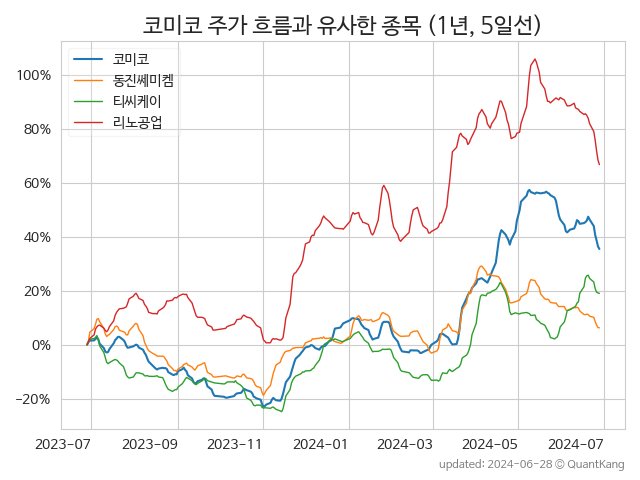 코미코 주가 흐름과 유사한 종목 (1년, 5일선)
코미코
동진쎄미켐
티씨케이
리노공업
100%
80%
60%
40%
20%
0%
−20%
2023-07
2023-09
2023-11
2024-01
2024-03
2024-05
2024-07
updated: 2024-06-28 © QuantKang